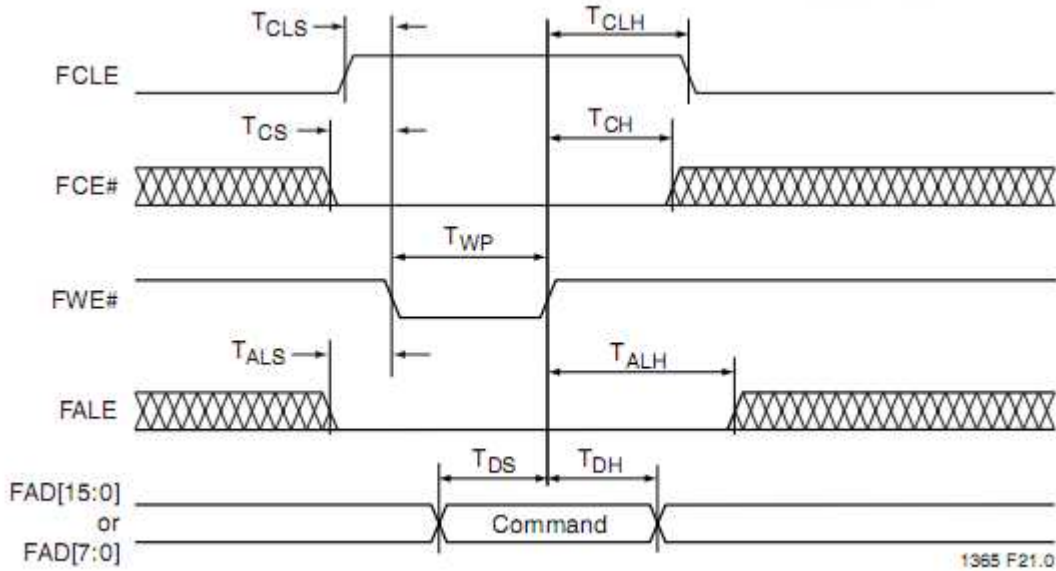 TCLS
TCLH
FCLE
TCS
TCH
FCE#
TWP
FWE#
TALS
TALH
FALE
TDS
TDH
FAD[15:0]
or
FAD[7:0]
Command
1365 F21.0